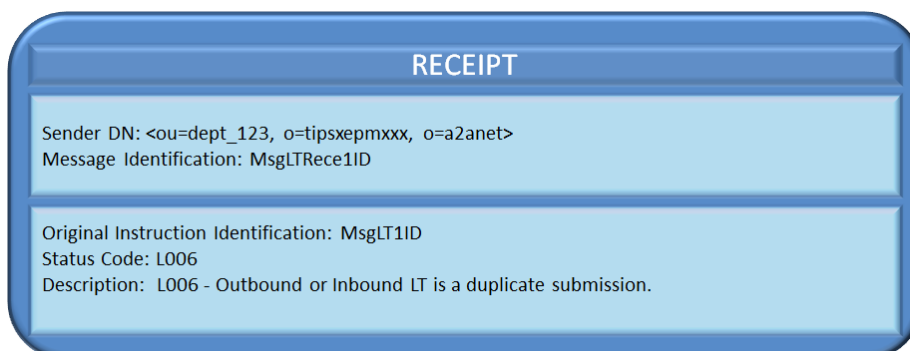 RECEIPT
Sender DN: <ou=dept_123, o=tipsxepmxxx, o=a2anet>
Message Identification: MsgLTRece1ID
Original Instruction Identification: MsgLT1ID
Status Code: L006
Description: L006 - Outbound or Inbound LT is a duplicate submission.